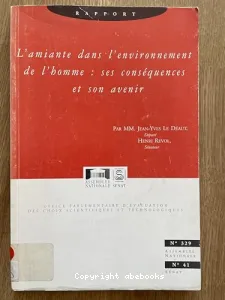 RAPPORT
L'amiante dans l'environnement
de l'homme : ses conséquences
et son avenir
PAR MM. JEAN-YVES LE DÉAUT,
Député
HENRI REVOL,
Sénateur
ASSEMBLÉE
NATIONALE
SÉNAT
OFFICE PARLEMENTAIRE D'ÉVALUATION
DES CHOIX SCIENTIFIQUES ET TECHNOLOGIQUES
N° 329
ASSEMBLÉE
NATIONALE
N° 41
SÉNAT
Copyright bbooks